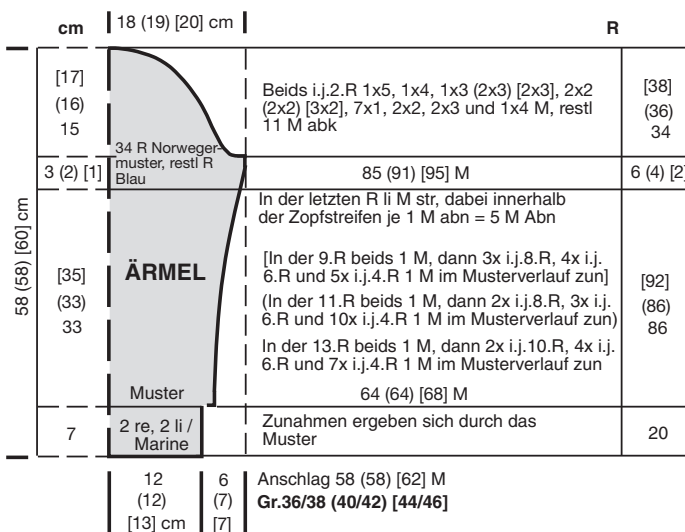 cm
18 (19) [20] cm
R
[17]
(16)
15
Beids i.j.2.R 1x5, 1x4, 1x3 (2x3) [2x3], 2x2
(2x2) [3x2], 7x1, 2x2, 2x3 und 1x4 M, restl
11 M abk
[38]
(36)
34
34 R Norweger-
muster, restl R
Blau
3 (2) [1]
85 (91) [95] M
6 (4) [2]
58 (58) [60] cm
[35]
(33)
33
ÄRMEL
In der letzten R li M str, dabei innerhalb
der Zopfstreifen je 1 M abn = 5 M Abn
[In der 9.R beids 1 M, dann 3x i.j.8.R, 4x i.j.
6.R und 5x i.j.4.R 1 M im Musterverlauf zun]
(In der 11.R beids 1 M, dann 2x i.j.8.R, 3x i.j.
6.R und 10x i.j.4.R 1 M im Musterverlauf zun)
In der 13.R beids 1 M, dann 2x i.j.10.R, 4x i.j.
6.R und 7x i.j.4.R 1 M im Musterverlauf zun
[92]
(86)
86
Muster
64 (64) [68] M
7
2 re, 2 li /
Marine
Zunahmen ergeben sich durch das
Muster
20
12
(12)
[13] cm
6
(7)
[7]
Anschlag 58 (58) [62] M
Gr.36/38 (40/42) [44/46]